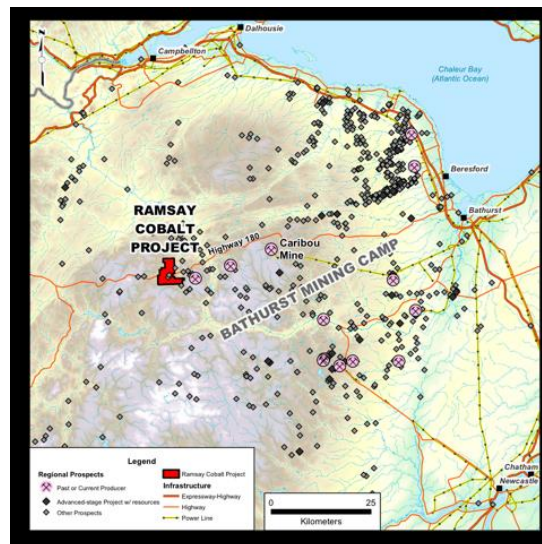 N
Dalhousie
Campbellton
Chaleur Bay
(Atlantic Ocean)
Beresford
Bathurst
RAMSAY
COBALT
PROJECT
Highway 180
Caribou
Mine
BATHURST MINING CAMP
Chatham
Newcastle
Legend
Regional Prospects
Past or Current Producer
Advanced-stage Project w/ resources
Other Prospects
Ramsay Cobalt Project
Infrastructure
Expressway-Highway
Highway
Power Line
0 25
Kilometers